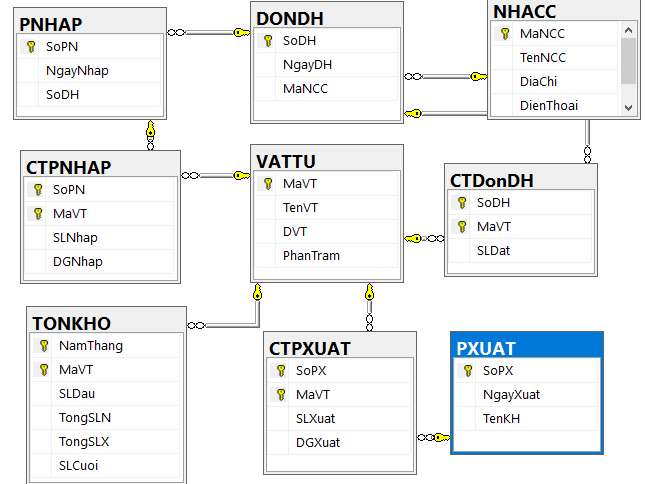 PNHAP
SoPN
NgayNhap
SoDH
DONDH
SoDH
NgayDH
MaNCC
NHACC
MaNCC
TenNCC
DiaChi
DienThoai
CTPNHAP
SoPN
MaVT
SLNhap
DGNhap
VATTU
MaVT
TenVT
DVT
PhanTram
CTDonDH
SoDH
MaVT
SLDat
TONKHO
NamThang
MaVT
SLDau
TongSLN
TongSLX
SLCuoi
CTPXUAT
SoPX
MaVT
SLXuat
DGXuat
PXUAT
SoPX
NgayXuat
TenKH